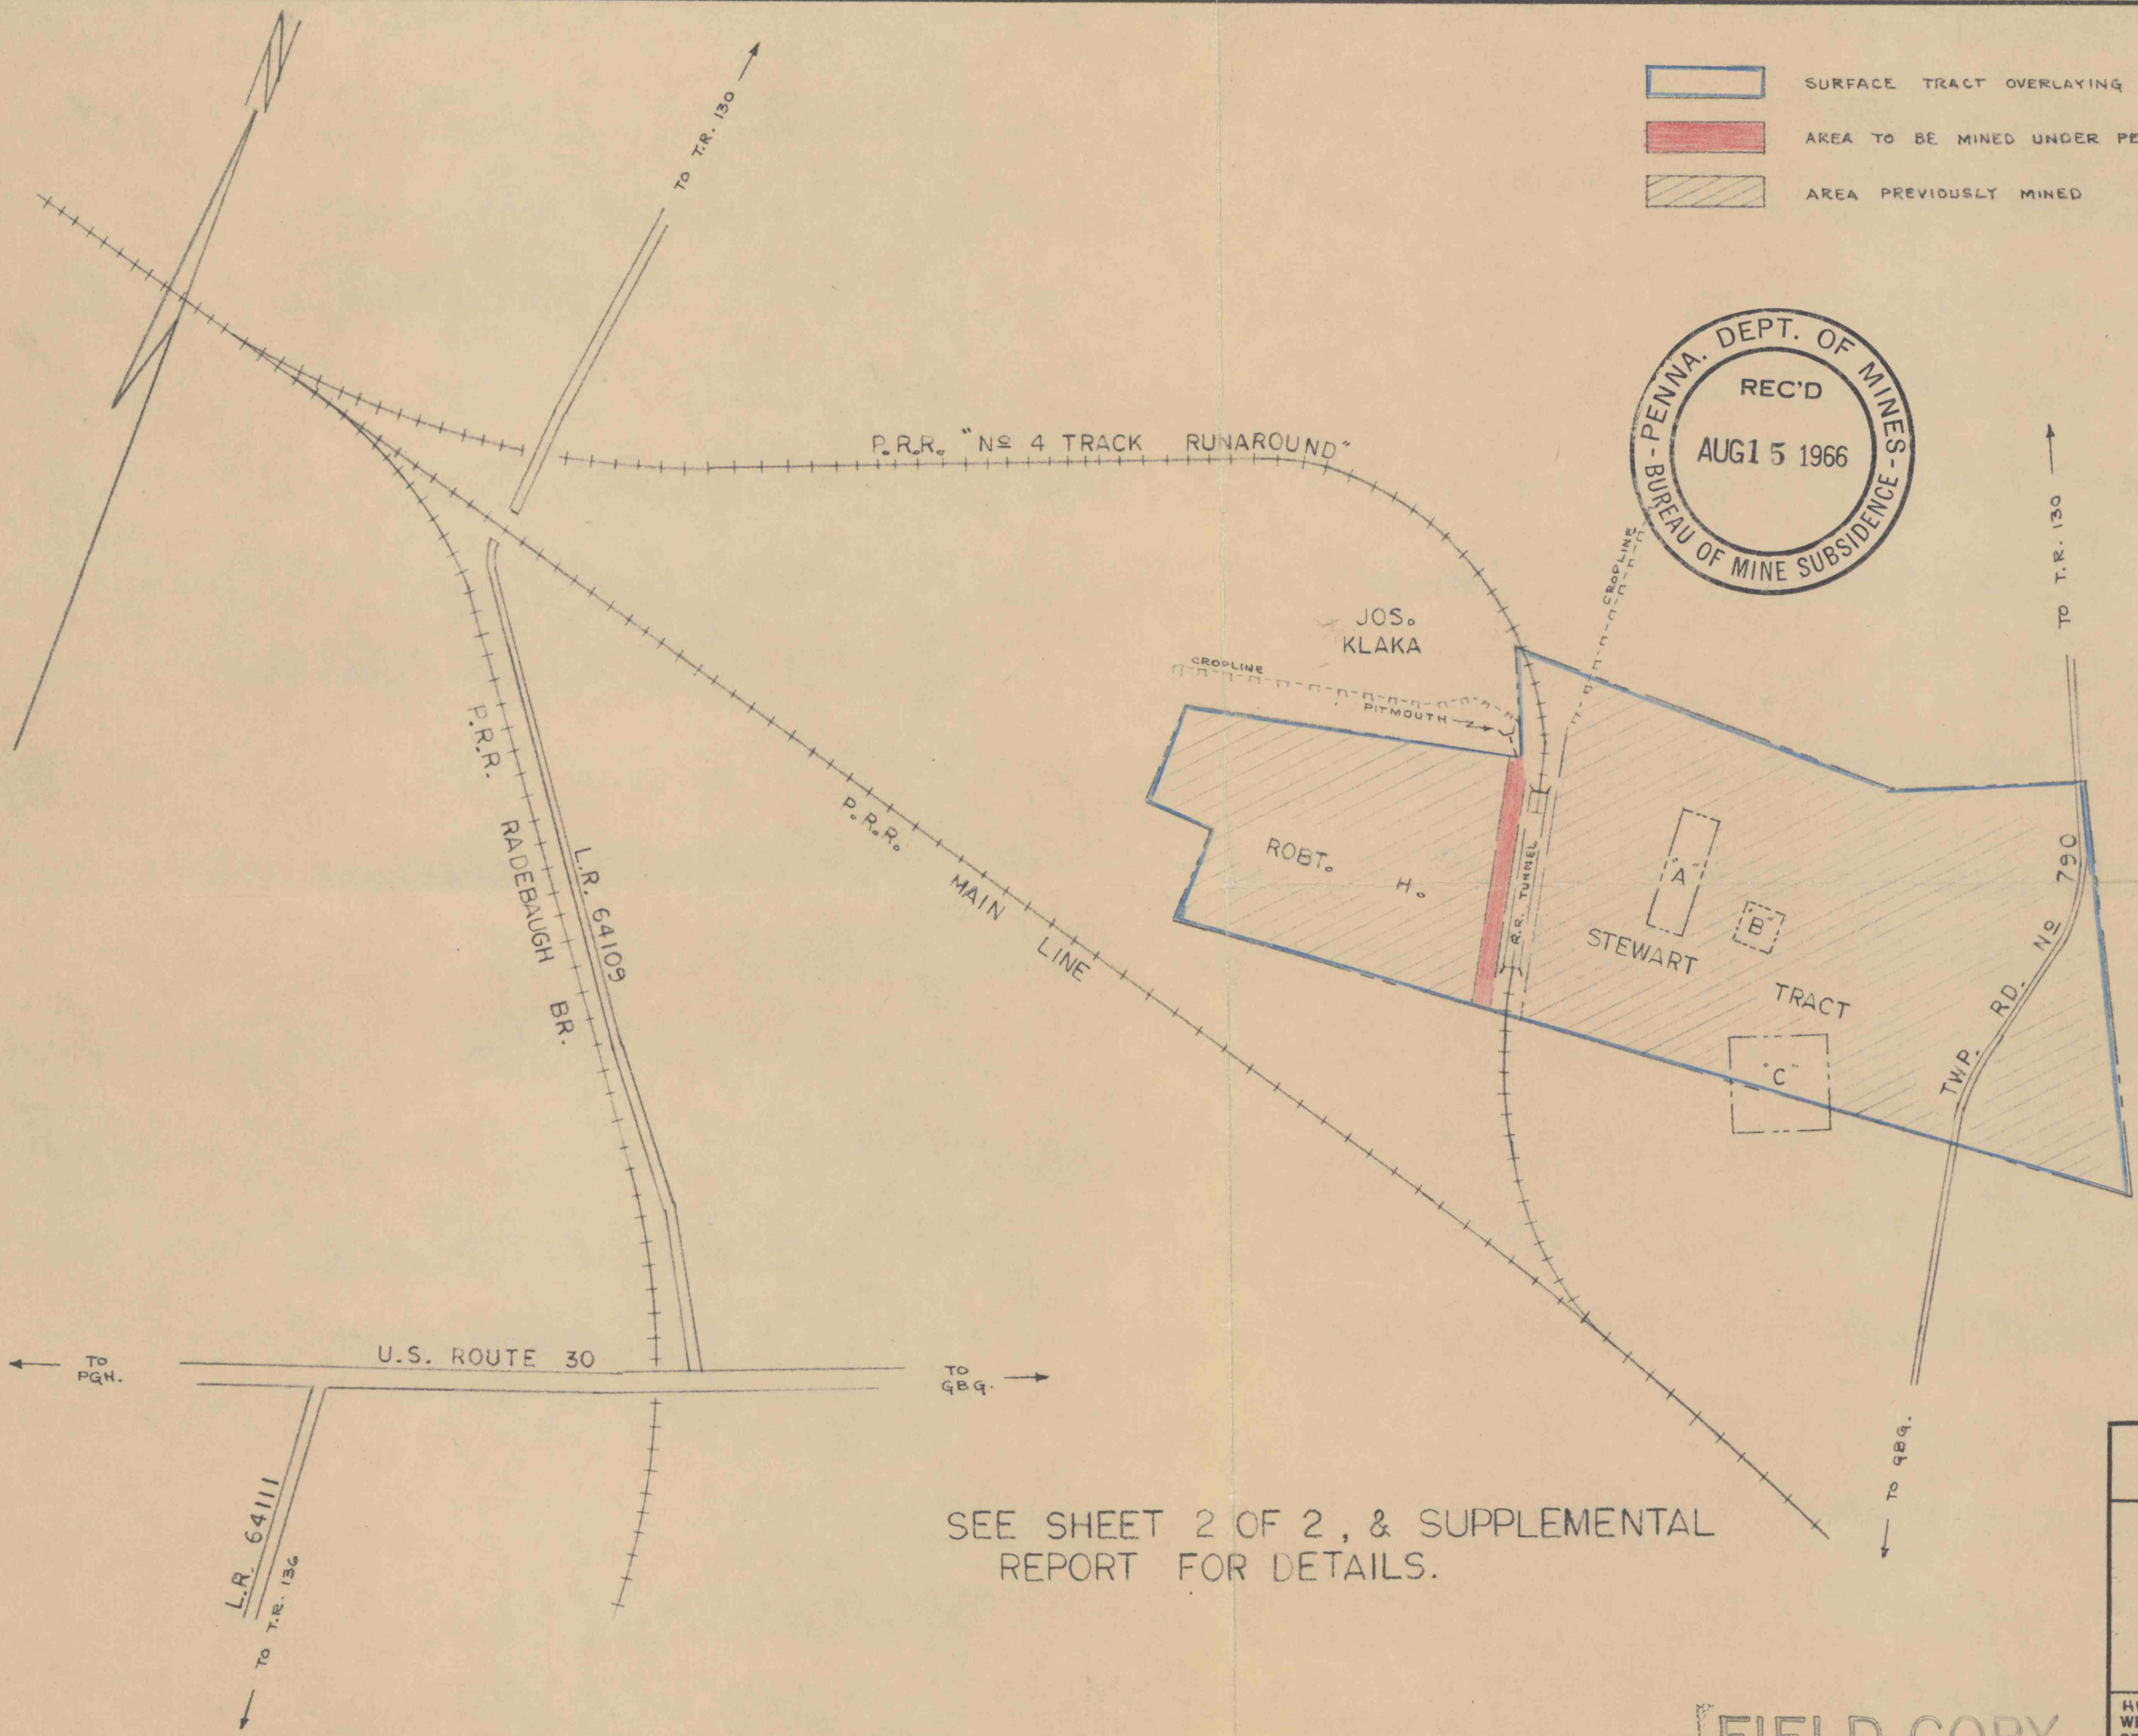 N
TO T.R. 130
SURFACE TRACT OVERLAYING
AREA TO BE MINED UNDER
AREA PREVIOUSLY MINED
PENNA. DEPT. OF MINES
REC'D
AUG 15 1966
BUREAU OF MINE SUBSIDENCE
P.R.R. "Nº 4 TRACK RUNAROUND"
TO T.R. 130
CROPLINE
JOS.
KLAKA
CROPLINE
PITMOUTH
P.R.R. RADEBAUGH BR.
L.R. 64109
P.R.R. MAIN LINE
ROBT. H. STEWART TRACT
R.R. TUNNEL
"A"
"B"
"C"
TWP. RD. Nº 790
TO PGH.
U.S. ROUTE 30
TO GBG.
L.R. 64111
TO T.R. 136
TO GBG.
SEE SHEET 2 OF 2, & SUPPLEMENTAL
REPORT FOR DETAILS.
FIELD COPY